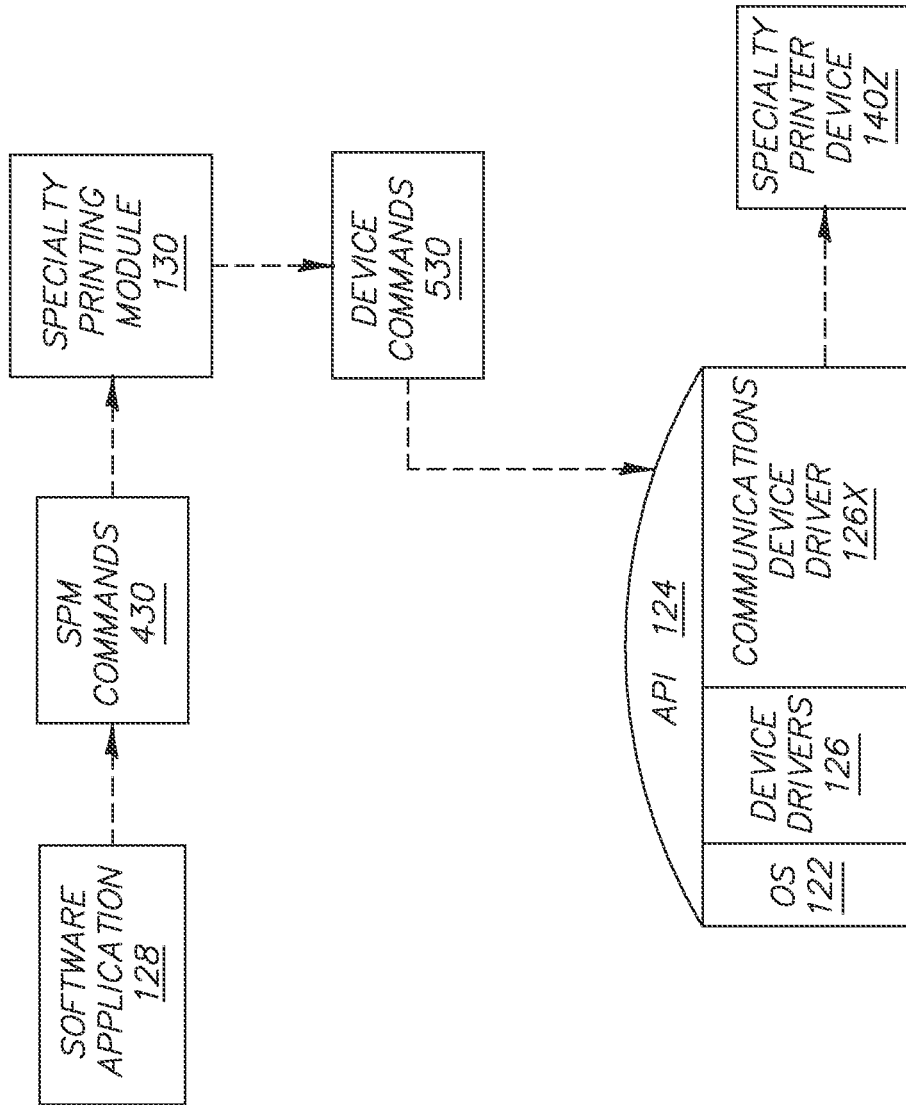 SOFTWARE
APPLICATION
128
SPM
COMMANDS
430
SPECIALTY
PRINTING
MODULE
130
DEVICE
COMMANDS
530
API 124
OS
122
DEVICE
DRIVERS
126
COMMUNICATIONS
DEVICE
DRIVER
126X
SPECIALTY
PRINTER
DEVICE
140Z